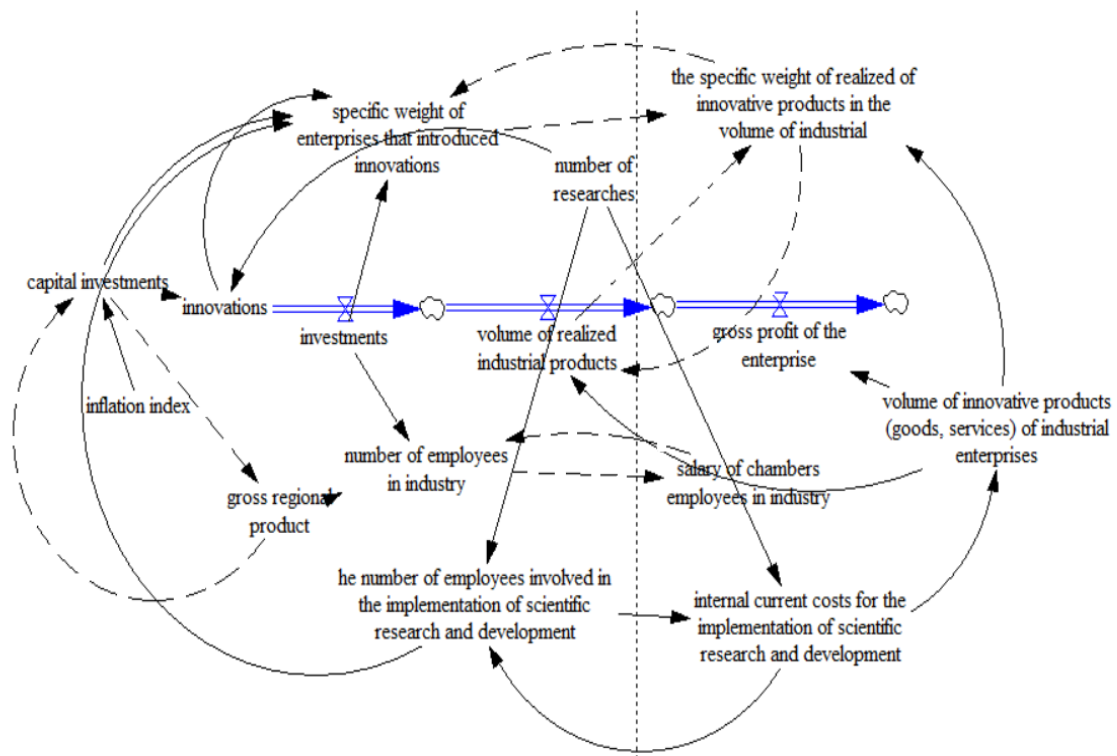 the specific weight of realized of
innovative products in the
volume of industrial
specific weight of
enterprises that introduced
innovations
number of
researches
capital investments
innovations
investments
volume of realized
industrial products
gross profit of the
enterprise
inflation index
volume of innovative products
(goods, services) of industrial
enterprises
number of employees
in industry
salary of chambers
employees in industry
gross regional
product
he number of employees involved in
the implementation of scientific
research and development
internal current costs for the
implementation of scientific
research and development